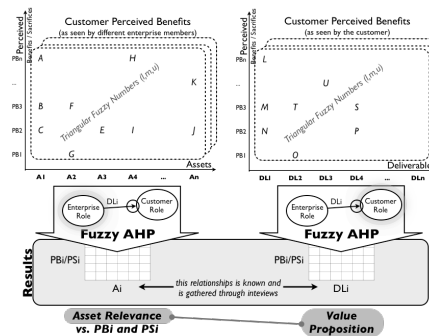 Customer Perceived Benefits
(as seen by different enterprise members)
Perceived
Benefits / Sacrifices
PBn
...
PB3
PB2
PB1
A
H
K
B
F
C
E
I
J
G
Triangular Fuzzy Numbers (l,m,u)
Assets
A1
A2
A3
A4
...
An
Customer Perceived Benefits
(as seen by the customer)
Perceived
Benefits / Sacrifices
PBn
...
PB3
PB2
PB1
L
U
M
T
S
N
P
O
Triangular Fuzzy Numbers (l,m,u)
Deliverable
DL1
DL2
DL3
DL4
...
DLn
Enterprise
Role
DLi
Customer
Role
Fuzzy AHP
Enterprise
Role
DLi
Customer
Role
Fuzzy AHP
Results
PBi/PSi
Ai
this relationships is known and
is gathered through inteviews
PBi/PSi
DLi
Asset Relevance
vs. PBi and PSi
Value
Proposition